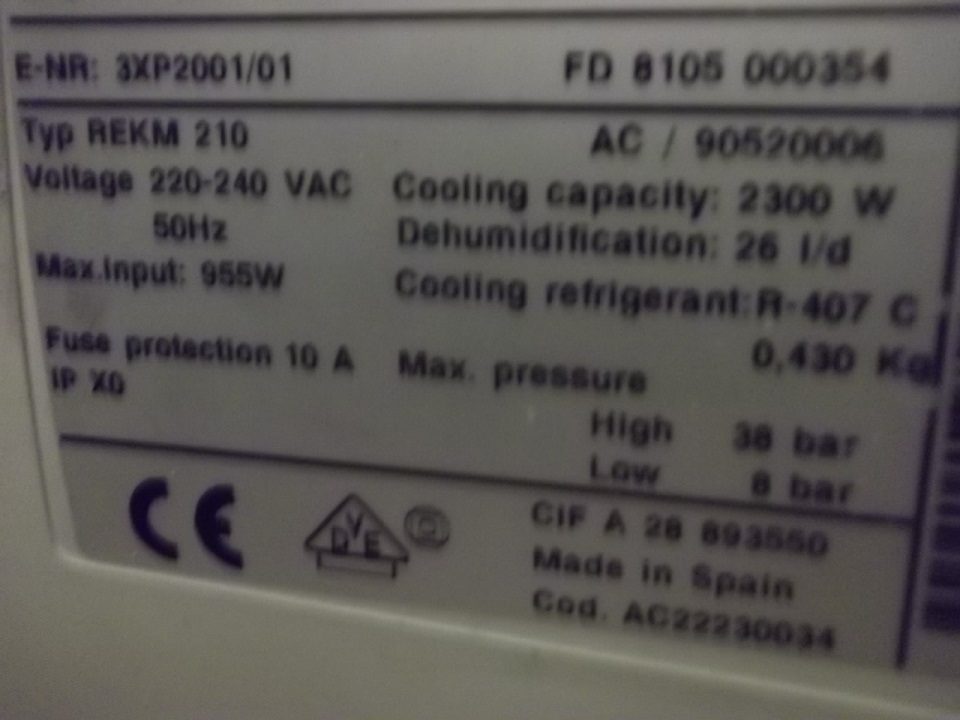 E-NR: 3XP2001/01 FD 8105 000354
Typ REKM 210 AC / 90520006
Voltage 220-240 VAC Cooling capacity: 2300 W
50Hz Dehumidification: 26 l/d
Max.Input: 955W Cooling refrigerant: R-407 C
0,430 Kg
Fuse protection 10 A Max. pressure
IP X0
High 38 bar
Low 8 bar
CE VDE
CIF A 28 893550
Made in Spain
Cod. AC22230034